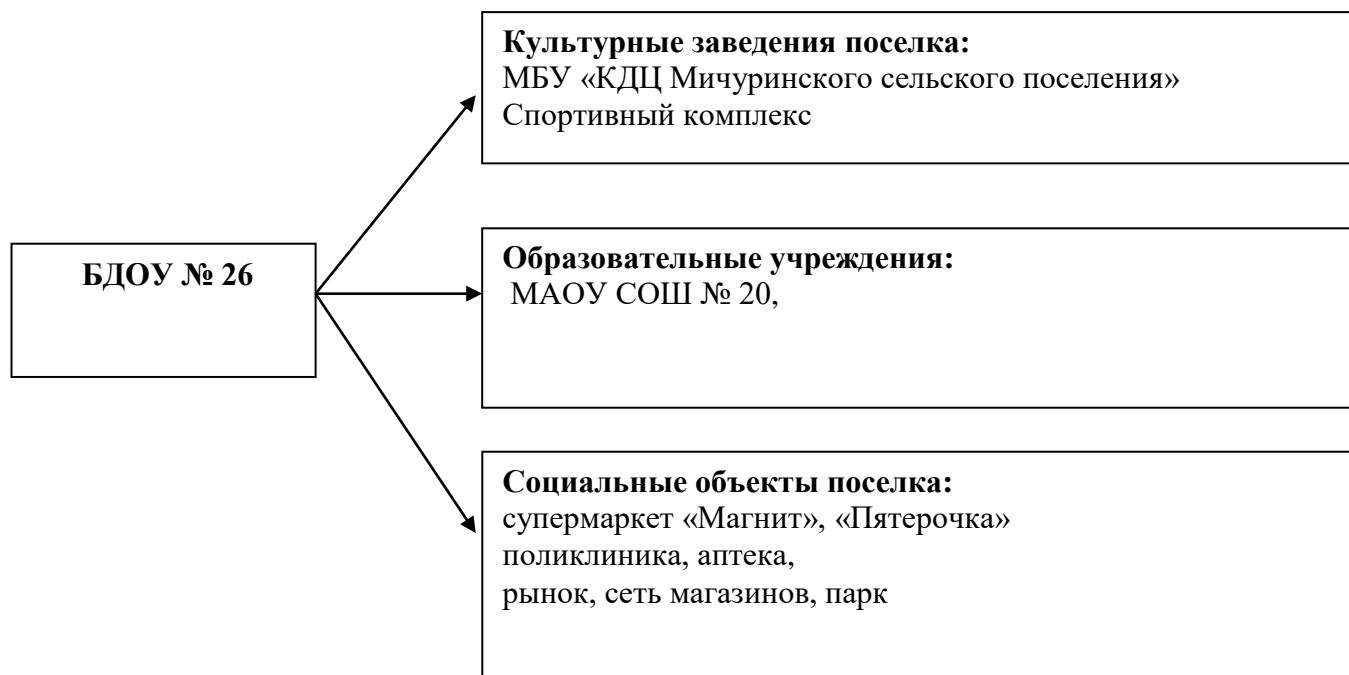 Культурные заведения поселка:
МБУ «КДЦ Мичуринского сельского поселения»
Спортивный комплекс
БДОУ № 26
Образовательные учреждения:
МАОУ СОШ № 20,
Социальные объекты поселка:
супермаркет «Магнит», «Пятерочка»
поликлиника, аптека,
рынок, сеть магазинов, парк